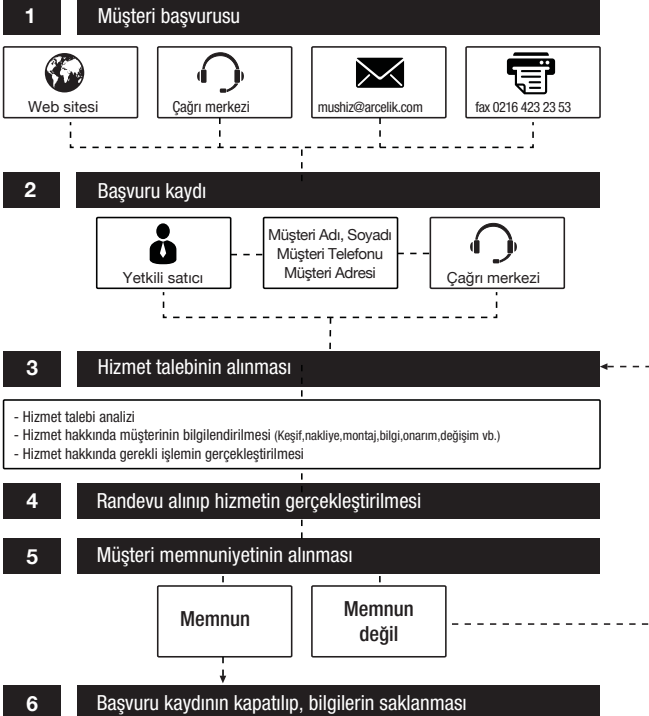 1 Müşteri başvurusu
Web sitesi
Çağrı merkezi
mushiz@arcelik.com
fax 0216 423 23 53
2 Başvuru kaydı
Yetkili satıcı
Müşteri Adı, Soyadı
Müşteri Telefonu
Müşteri Adresi
Çağrı merkezi
3 Hizmet talebinin alınması
- Hizmet talebi analizi
- Hizmet hakkında müşterinin bilgilendirilmesi (Keşif,nakliye,montaj,bilgi,onarım,değişim vb.)
- Hizmet hakkında gerekli işlemin gerçekleştirilmesi
4 Randevu alınıp hizmetin gerçekleştirilmesi
5 Müşteri memnuniyetinin alınması
Memnun
Memnun
değil
6 Başvuru kaydının kapatılıp, bilgilerin saklanması